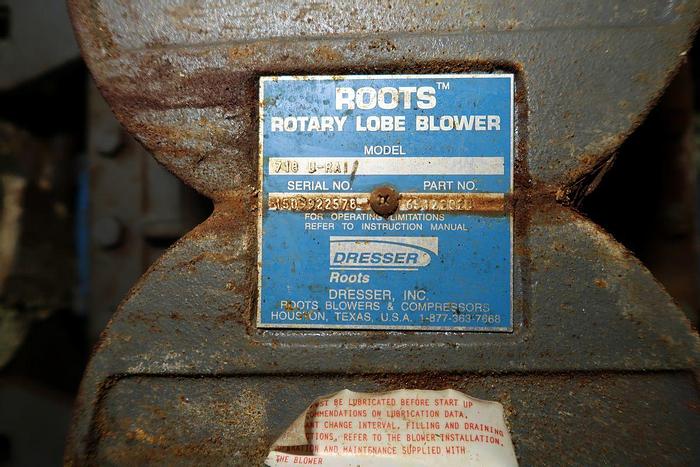 ROOTS™
ROTARY LOBE BLOWER
MODEL
718 U-RAI
SERIAL NO. PART NO.
FOR OPERATING LIMITATIONS
REFER TO INSTRUCTION MANUAL
DRESSER
Roots
DRESSER, INC.
ROOTS BLOWERS & COMPRESSORS
HOUSTON, TEXAS, U.S.A. 1-877-363-7668
BE LUBRICATED BEFORE START UP
ON LUBRICATION DATA,
CHANGE INTERVAL, FILLING AND DRAINING
REFER TO THE BLOWER INSTALLATION,
AND MAINTENANCE SUPPLIED WITH
THE BLOWER